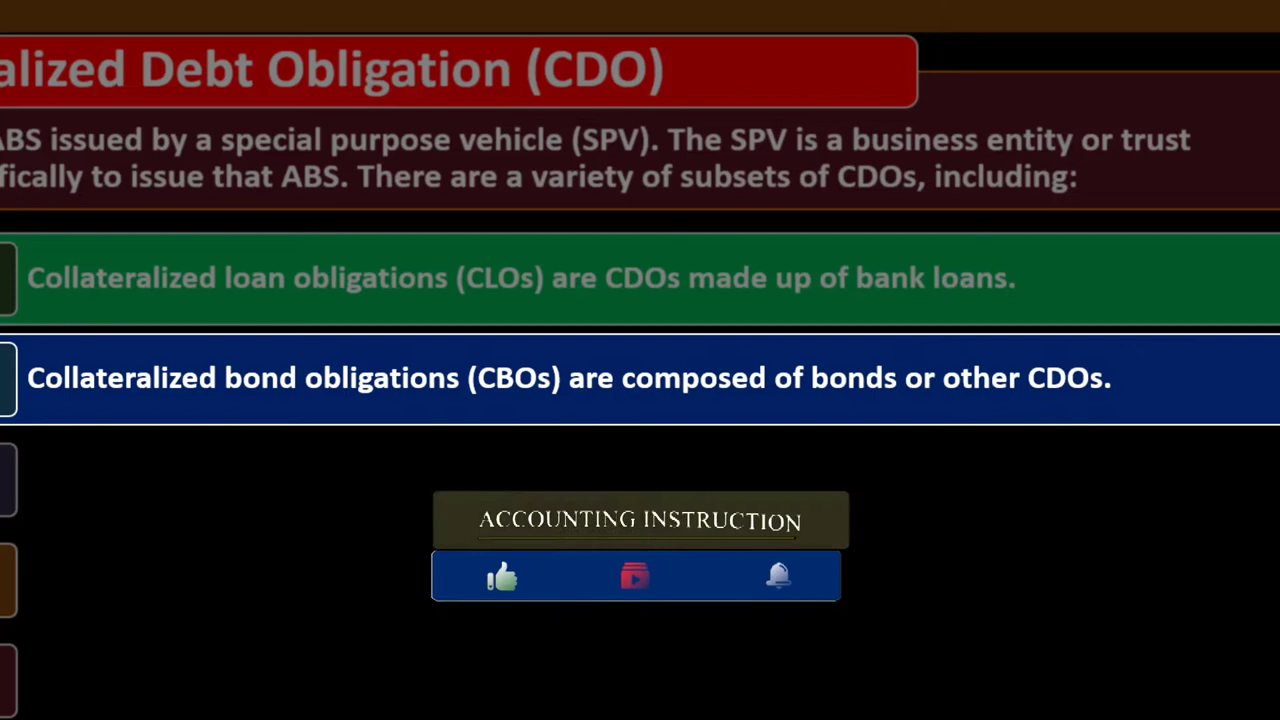 alized Debt Obligation (CDO)
ABS issued by a special purpose vehicle (SPV). The SPV is a business entity or trust
fically to issue that ABS. There are a variety of subsets of CDOs, including:
Collateralized loan obligations (CLOs) are CDOs made up of bank loans.
Collateralized bond obligations (CBOs) are composed of bonds or other CDOs.
ACCOUNTING INSTRUCTION